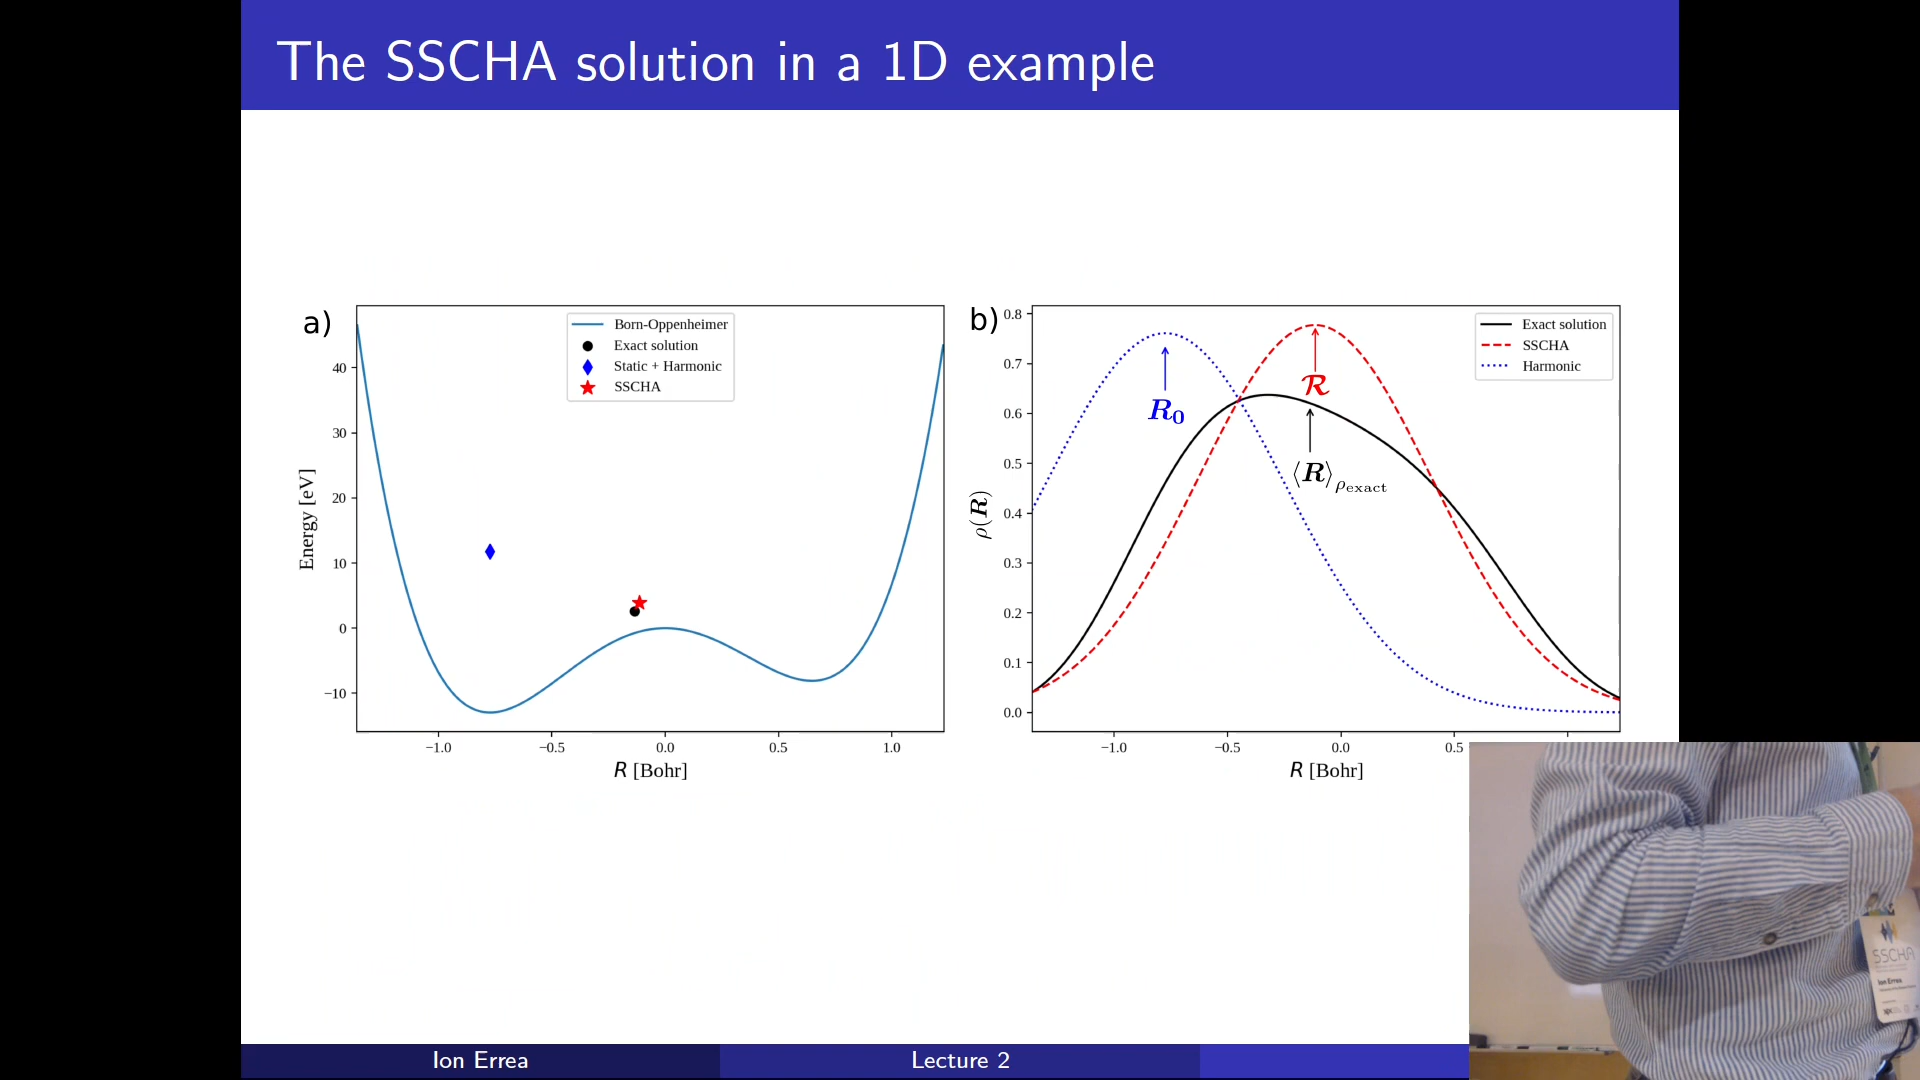 The SSCHA solution in a 1D example
a)
Born-Oppenheimer
Exact solution
Static + Harmonic
SSCHA
40
30
20
10
0
−10
Energy [eV]
−1.0 −0.5 0.0 0.5 1.0
R [Bohr]
b)
Exact solution
SSCHA
Harmonic
0.8
0.7
0.6
0.5
0.4
0.3
0.2
0.1
0.0
ρ(R)
R₀
ℛ
⟨R⟩ρexact
−1.0 −0.5 0.0 0.5
R [Bohr]
SSCHA
Ion Errea
Ion Errea
Lecture 2